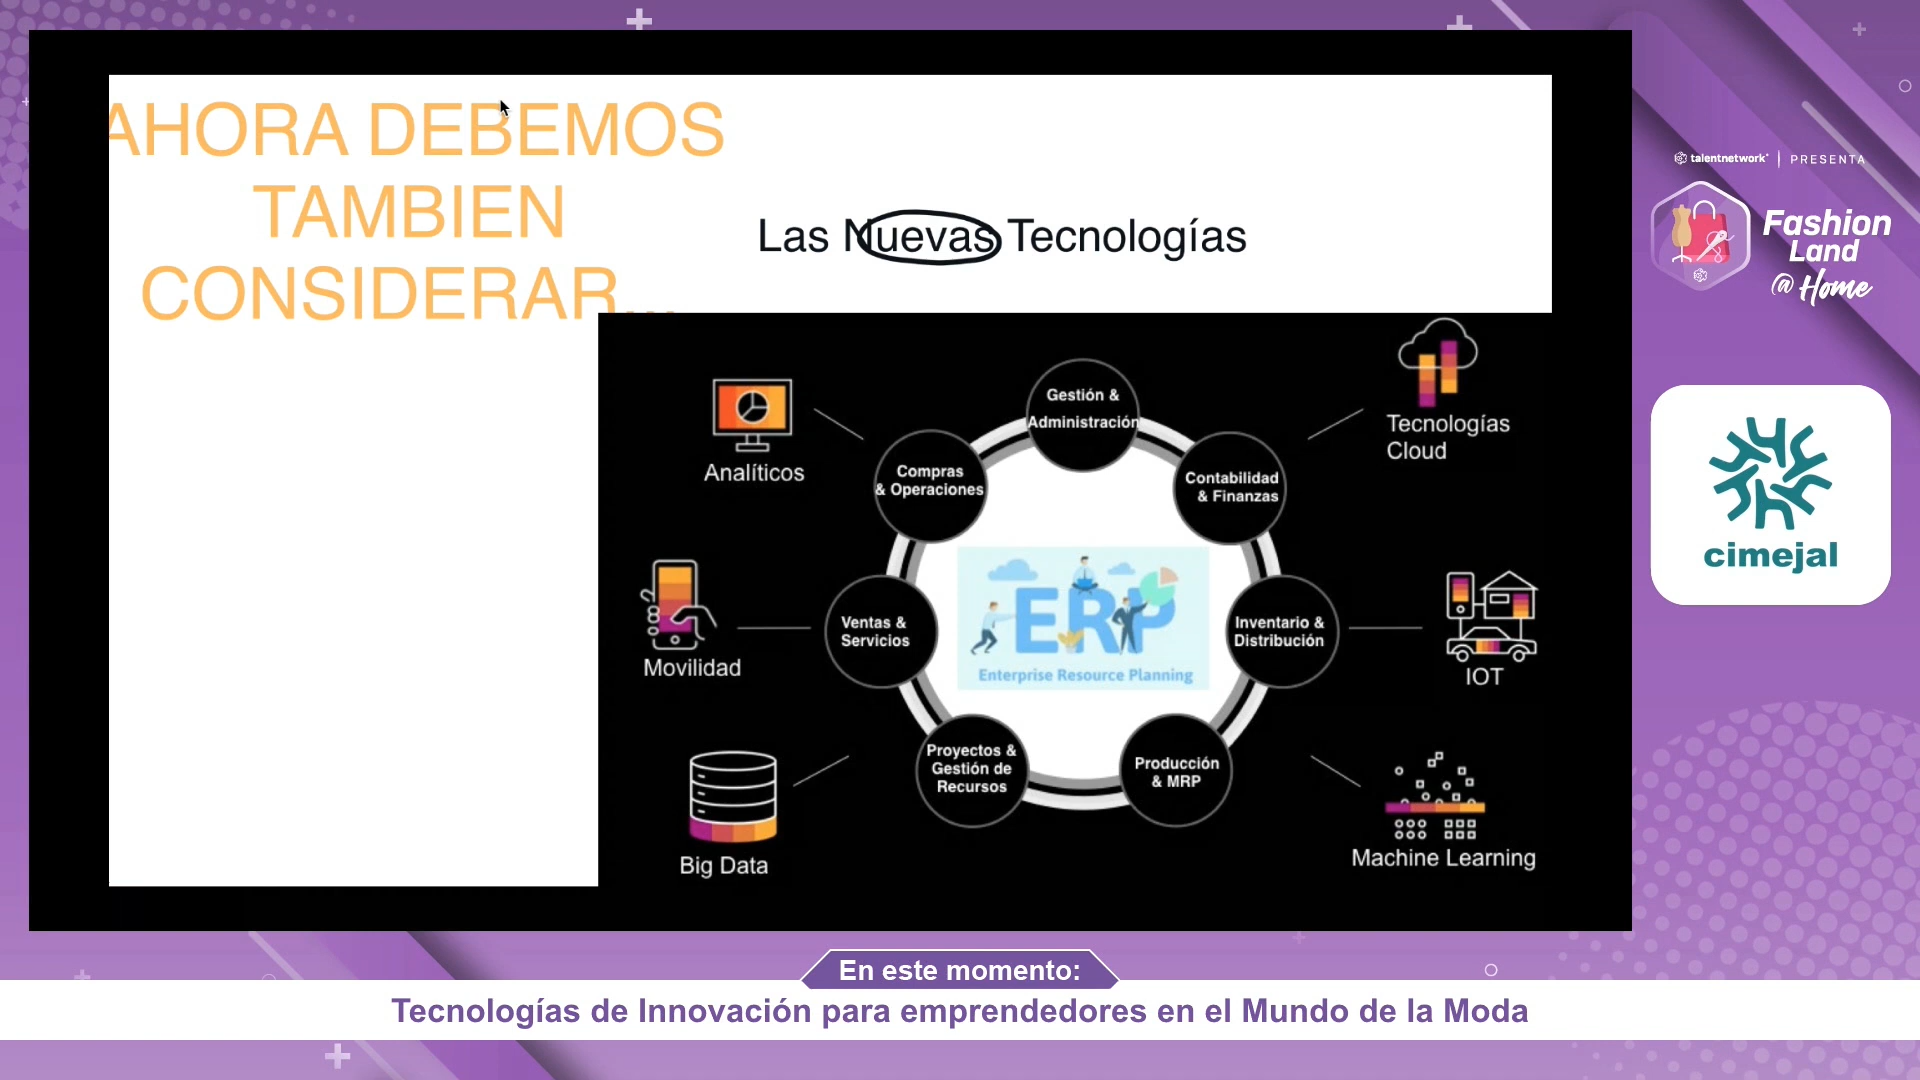 AHORA DEBEMOS
TAMBIEN
CONSIDERAR...
Las Nuevas Tecnologías
Analíticos
Compras
& Operaciones
Gestión &
Administración
Contabilidad
& Finanzas
Tecnologías
Cloud
Movilidad
Ventas &
Servicios
ERP
Enterprise Resource Planning
Inventario &
Distribución
IOT
Big Data
Proyectos &
Gestión de
Recursos
Producción
& MRP
Machine Learning
talentnetwork | PRESENTA
Fashion
Land
@ Home
cimejal
En este momento:
Tecnologías de Innovación para emprendedores en el Mundo de la Moda